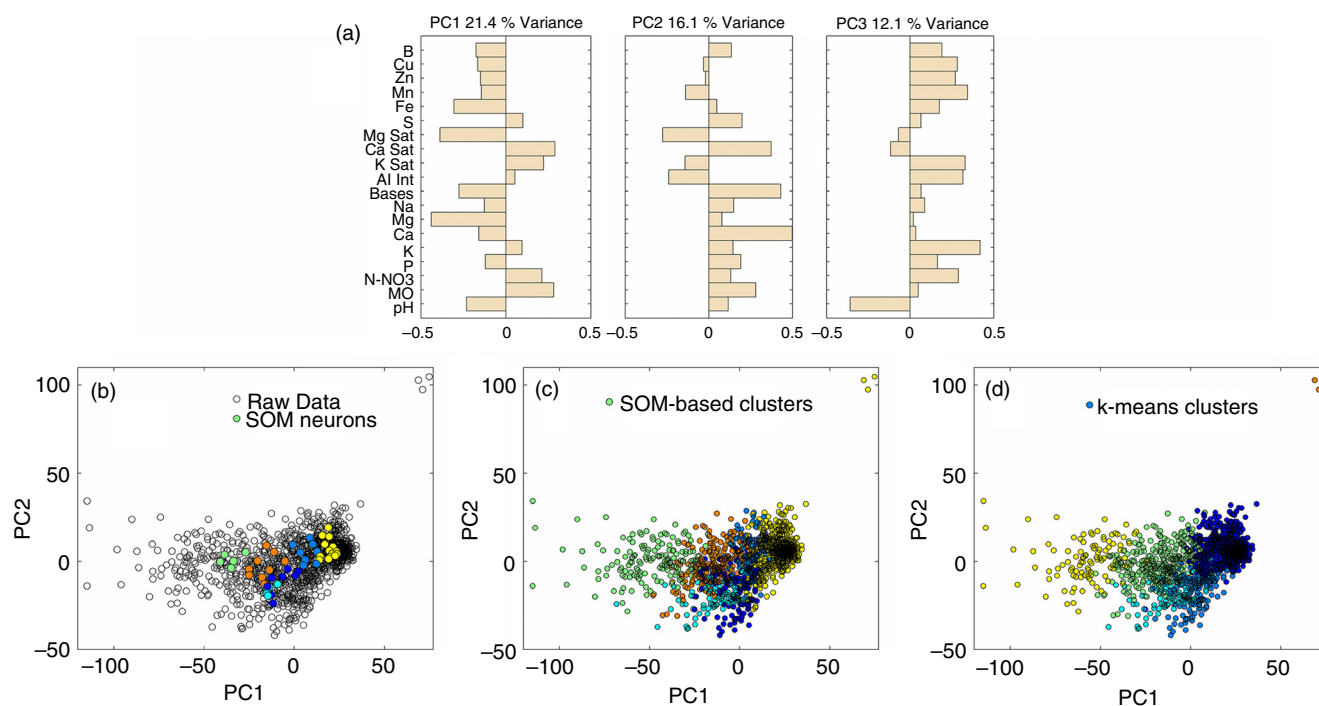 (a)
PC1 21.4 % Variance
PC2 16.1 % Variance
PC3 12.1 % Variance
B
Cu
Zn
Mn
Fe
S
Mg Sat
Ca Sat
K Sat
Al Int
Bases
Na
Mg
Ca
K
P
N-NO3
MO
pH
−0.5 0 0.5 −0.5 0 0.5 −0.5 0 0.5
(b)
Raw Data
SOM neurons
100
50
0
−50
PC2
−100 −50 0 50
PC1
(c)
SOM-based clusters
100
50
0
−50
PC2
−100 −50 0 50
PC1
(d)
k-means clusters
100
50
0
−50
PC2
−100 −50 0 50
PC1